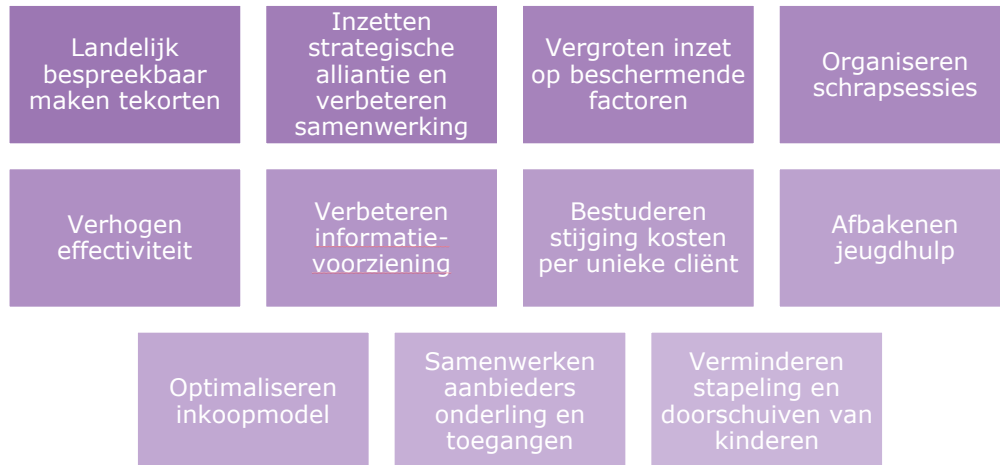 Landelijk
bespreekbaar
maken tekorten
Inzetten
strategische
alliantie en
verbeteren
samenwerking
Vergroten inzet
op beschermende
factoren
Organiseren
schrapsessies
Verhogen
effectiviteit
Verbeteren
informatie-
voorziening
Bestuderen
stijging kosten
per unieke cliënt
Afbakenen
jeugdhulp
Optimaliseren
inkoopmodel
Samenwerken
aanbieders
onderling en
toegangen
Verminderen
stapeling en
doorschuiven van
kinderen